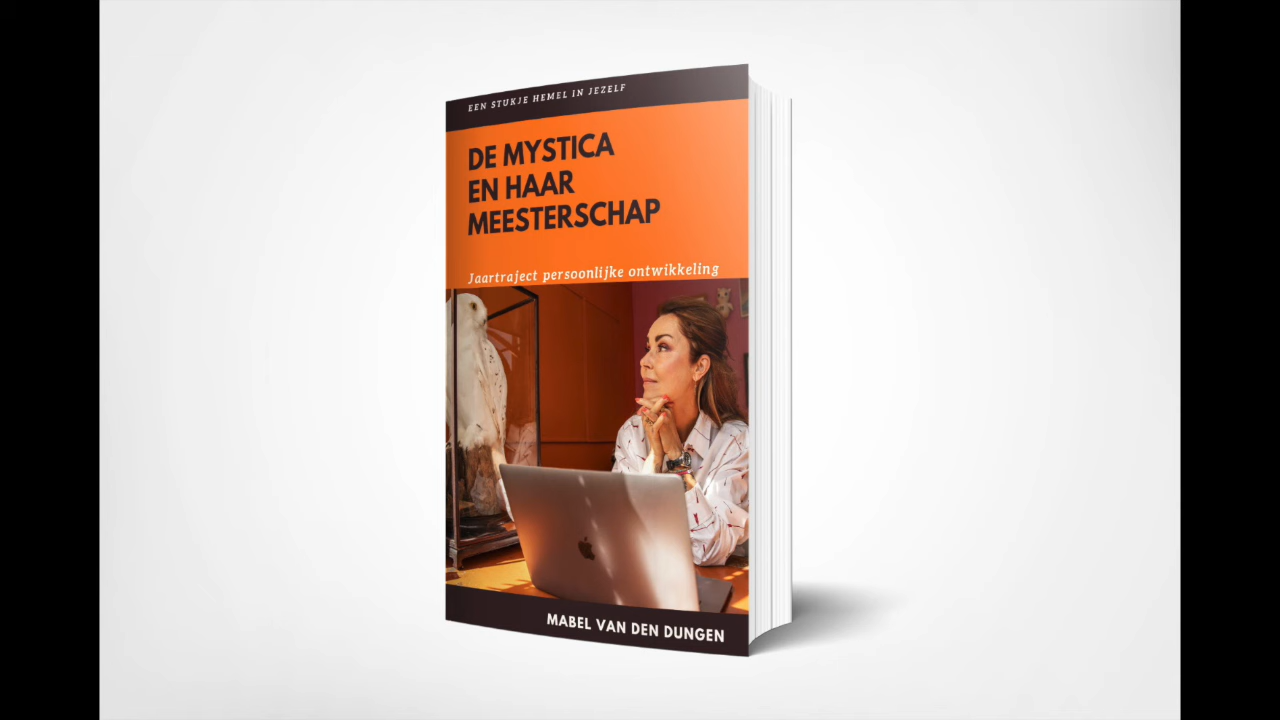 EEN STUKJE HEMEL IN JEZELF
DE MYSTICA
EN HAAR
MEESTERSCHAP
Jaartraject persoonlijke ontwikkeling
MABEL VAN DEN DUNGEN